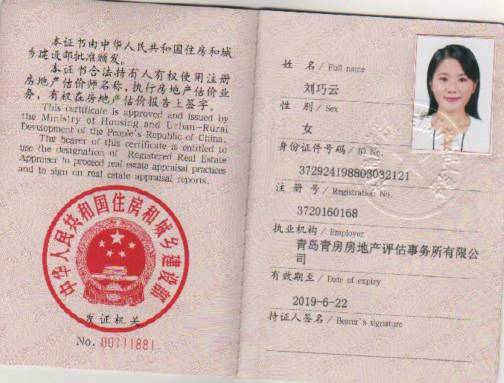 本证书由中华人民共和国住房和城
乡建设部批准颁发。
本证书合法持有人有权使用注册
房地产估价师名称，执行房地产估价业
务，有权在房地产估价报告上签字。
This certificate is approved and issued by
the Ministry of Housing and Urban-Rural
Development of the People's Republic of China.
The bearer of this certificate is entitled to
use the designation of Registered Real Estate
Appraiser to proceed real estate appraisal practices
and to sign on real estate appraisal reports.
中华人民共和国住房和城乡建设部
发证机关
No. 00111881
姓 名 / Full name
刘巧云
性 别 / Sex
女
身份证件号码 / ID No.
372924198803032121
注 册 号 / Registration No.
3720160168
执业机构 / Employer
青岛青房房地产评估事务所有限公
司
有效期至 / Date of expiry
2019-6-22
持证人签名 / Bearer's signature